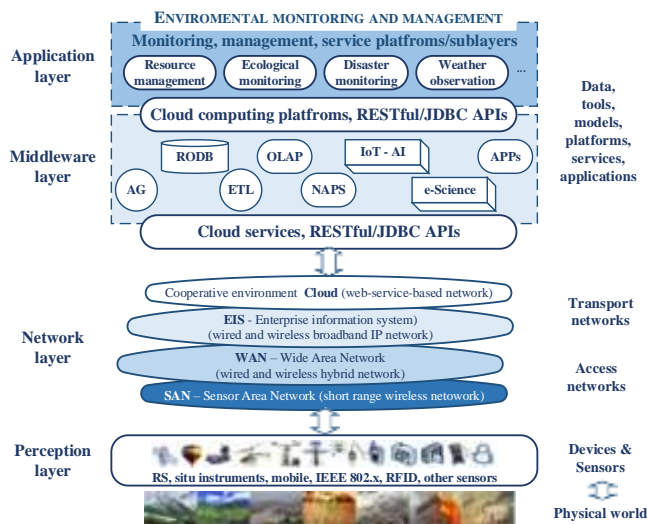 ENVIROMENTAL MONITORING AND MANAGEMENT
Monitoring, management, service platfroms/sublayers
Application
layer
Resource
management
Ecological
monitoring
Disaster
monitoring
Weather
observation
...
Cloud computing platfroms, RESTful/JDBC APIs
Data,
tools,
models,
platforms,
services,
applications
Middleware
layer
RODB
OLAP
IoT - AI
APPs
AG
ETL
NAPS
e-Science
Cloud services, RESTful/JDBC APIs
Network
layer
Cooperative environment Cloud (web-service-based network)
EIS - Enterprise information system)
(wired and wireless broadband IP network)
WAN – Wide Area Network
(wired and wireless hybrid network)
SAN – Sensor Area Network (short range wireless netowork)
Transport
networks
Access
networks
Perception
layer
RS, situ instruments, mobile, IEEE 802.x, RFID, other sensors
Devices &
Sensors
Physical world